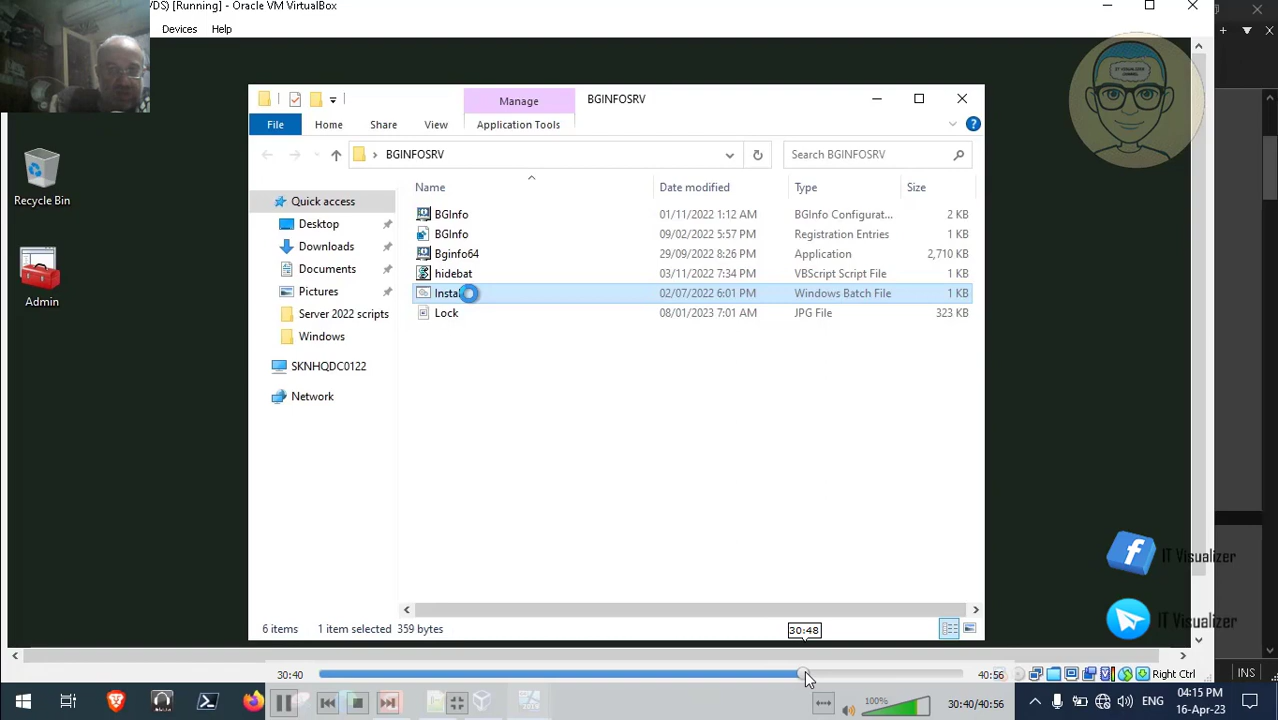 VDS) [Running] - Oracle VM VirtualBox
Devices Help
IT VISUALIZER
CHANNEL
Manage BGINFOSRV
File Home Share View Application Tools
BGINFOSRV Search BGINFOSRV
Name Date modified Type Size
Quick access
Desktop
Downloads
Documents
Pictures
Server 2022 scripts
Windows
SKNHQDC0122
Network
BGInfo 01/11/2022 1:12 AM BGInfo Configurat... 2 KB
BGInfo 09/02/2022 5:57 PM Registration Entries 1 KB
Bginfo64 29/09/2022 8:26 PM Application 2,710 KB
hidebat 03/11/2022 7:34 PM VBScript Script File 1 KB
Instal 02/07/2022 6:01 PM Windows Batch File 1 KB
Lock 08/01/2023 7:01 AM JPG File 323 KB
Recycle Bin
Admin
IT Visualizer
IT Visualizer
6 items 1 item selected 359 bytes
30:48
30:40 40:56
Right Ctrl
INS
100%
30:40/40:56
ENG
04:15 PM
16-Apr-23